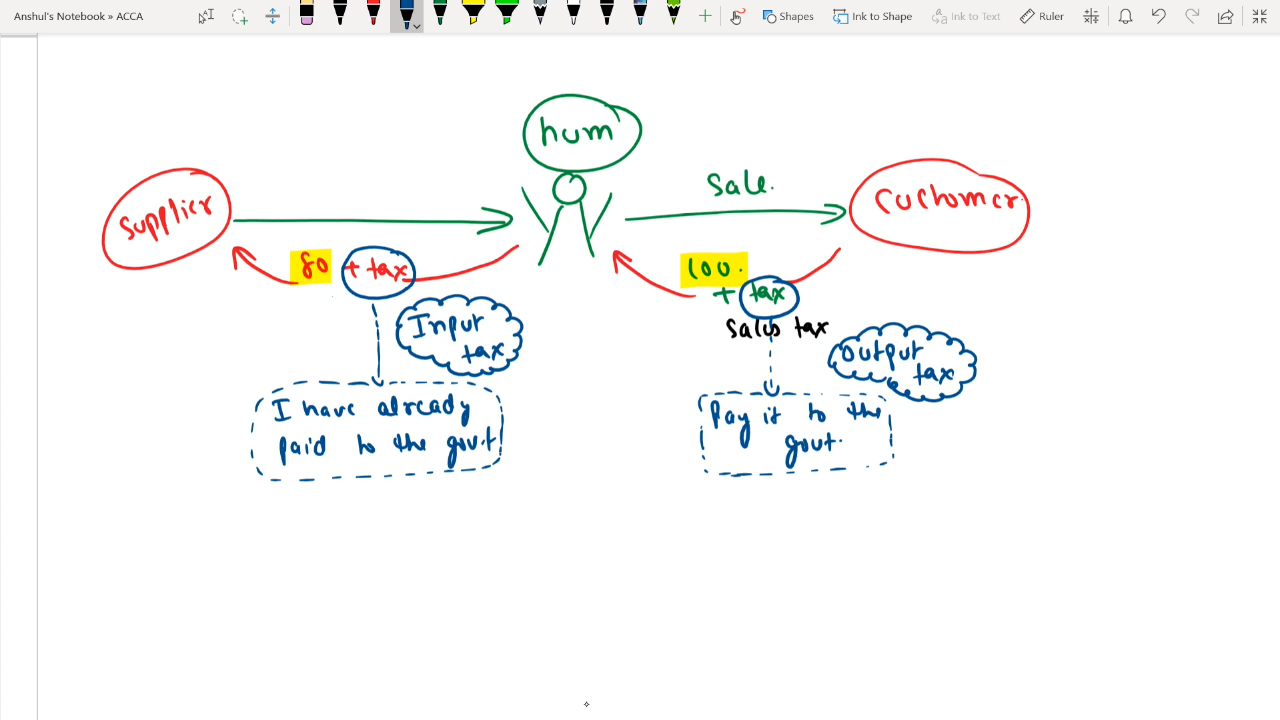 Anshul's Notebook » ACCA
Shapes
Ink to Shape
Ink to Text
Ruler
hum
Supplier
Sale.
Customer.
80 + tax
100.
+ tax
Sales tax
Input
tax
Output
tax
I have already
paid to the govt
Pay it to the
govt.